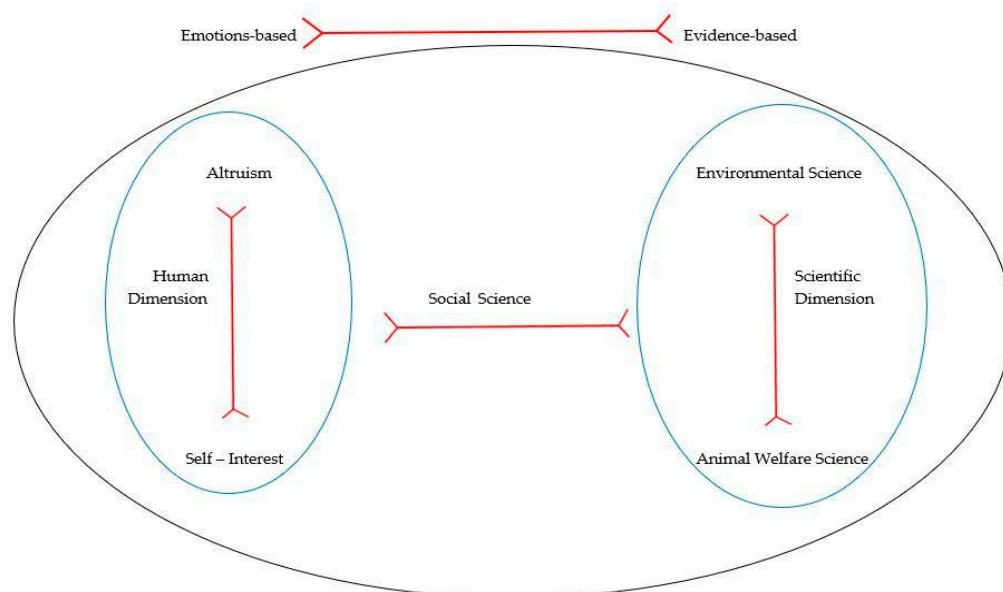 Emotions-based
Evidence-based
Altruism
Human
Dimension
Self – Interest
Social Science
Environmental Science
Scientific
Dimension
Animal Welfare Science